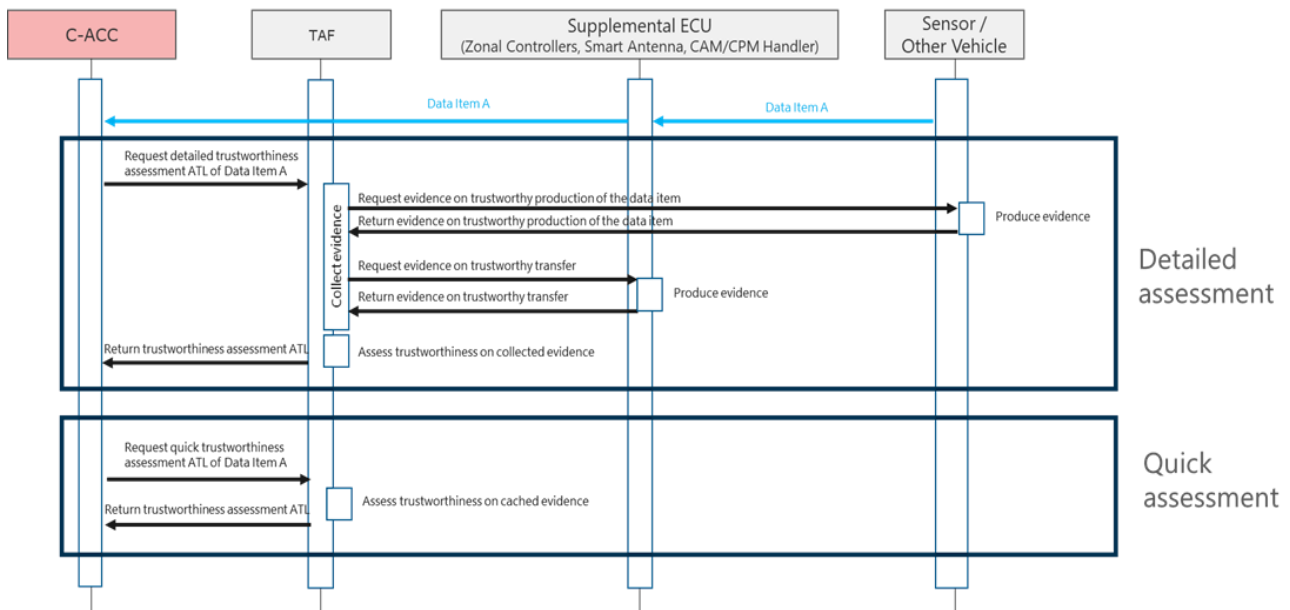 C-ACC
TAF
Supplemental ECU
(Zonal Controllers, Smart Antenna, CAM/CPM Handler)
Sensor /
Other Vehicle
Data Item A
Data Item A
Request detailed trustworthiness
assessment ATL of Data Item A
Collect evidence
Request evidence on trustworthy production of the data item
Return evidence on trustworthy production of the data item
Produce evidence
Request evidence on trustworthy transfer
Return evidence on trustworthy transfer
Produce evidence
Return trustworthiness assessment ATL
Assess trustworthiness on collected evidence
Detailed
assessment
Request quick trustworthiness
assessment ATL of Data Item A
Assess trustworthiness on cached evidence
Return trustworthiness assessment ATL
Quick
assessment